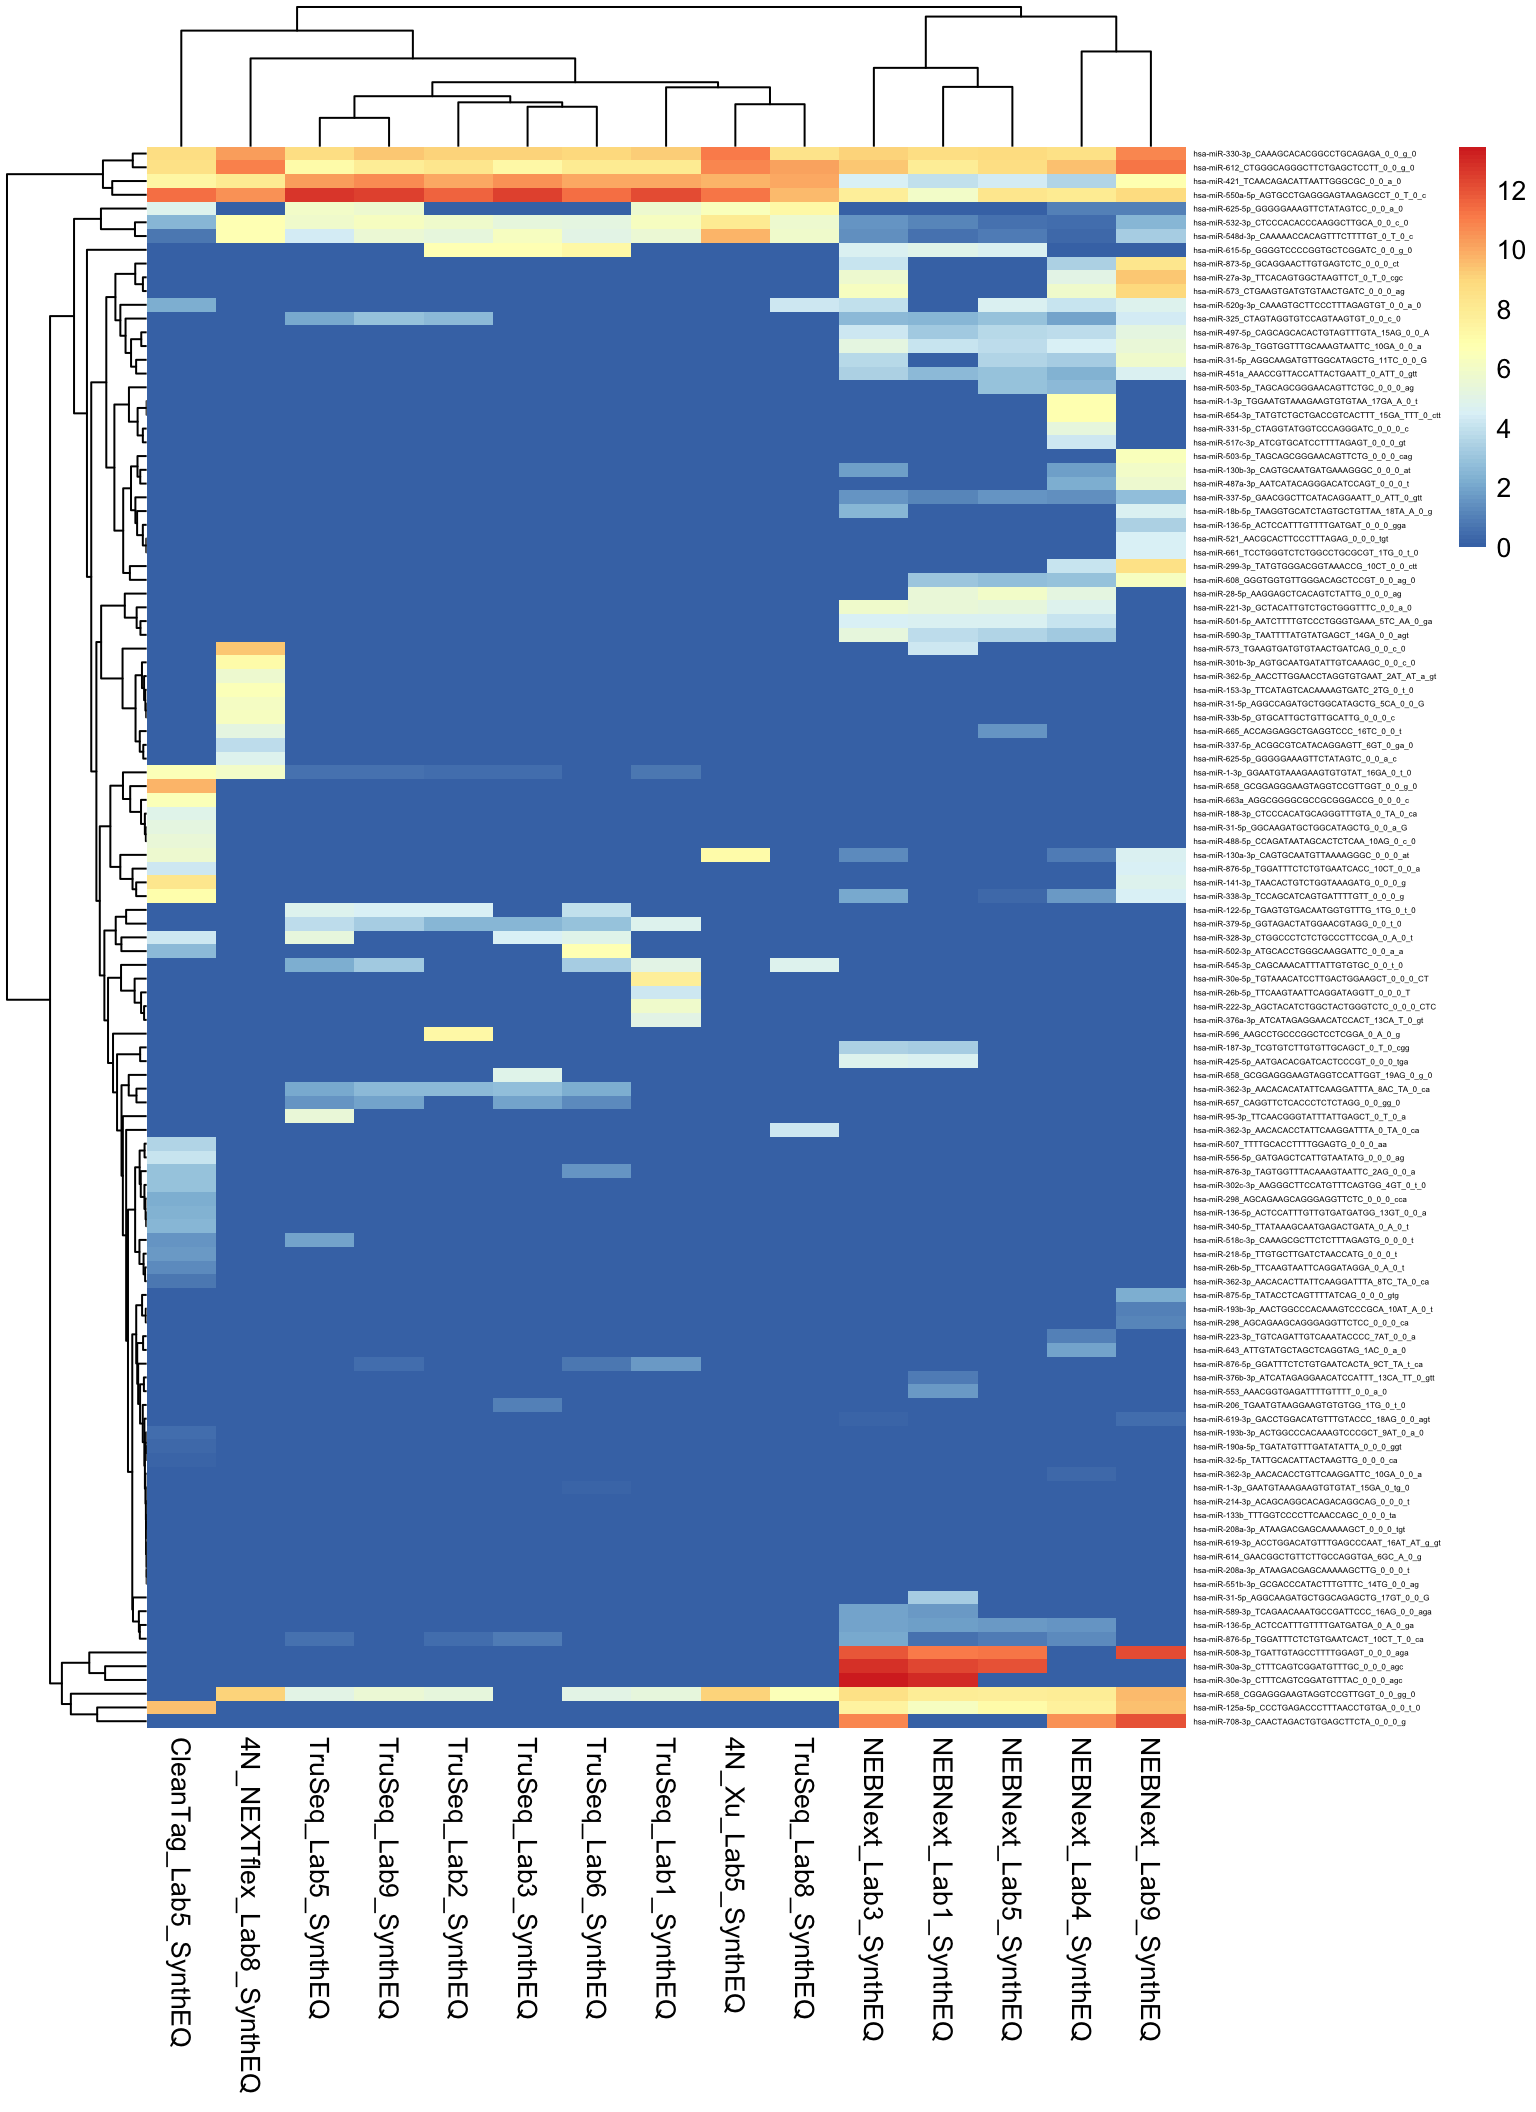 hsa-miR-330-3p_CAAAGCACACGGCCTGCAGAGA_0_0_g_0
hsa-miR-612_CTGGGCAGGGCTTCTGAGCTCCTT_0_0_g_0
hsa-miR-421_TCAACAGACATTAATTGGGCGC_0_0_a_0
hsa-miR-550a-5p_AGTGCCTGAGGGAGTAAGAGCCT_0_T_0_c
hsa-miR-625-5p_GGGGGAAAGTTCTATAGTCC_0_0_a_0
hsa-miR-532-3p_CTCCCACACCCAAGGCTTGCA_0_0_c_0
hsa-miR-548d-3p_CAAAAACCACAGTTTCTTTTGT_0_T_0_c
hsa-miR-615-5p_GGGGTCCCCGGTGCTCGGATC_0_0_g_0
hsa-miR-873-5p_GCAGGAACTTGTGAGTCTC_0_0_0_ct
hsa-miR-27a-3p_TTCACAGTGGCTAAGTTCT_0_T_0_cgc
hsa-miR-573_CTGAAGTGATGTGTAACTGATC_0_0_0_ag
hsa-miR-520g-3p_CAAAGTGCTTCCCTTTAGAGTGT_0_0_a_0
hsa-miR-325_CTAGTAGGTGTCCAGTAAGTGT_0_0_c_0
hsa-miR-497-5p_CAGCAGCACACTGTAGTTTGTA_15AG_0_0_A
hsa-miR-876-3p_TGGTGGTTTGCAAAGTAATTC_10GA_0_0_a
hsa-miR-31-5p_AGGCAAGATGTTGGCATAGCTG_11TC_0_0_G
hsa-miR-451a_AAACCGTTACCATTACTGAATT_0_ATT_0_gtt
hsa-miR-503-5p_TAGCAGCGGGAACAGTTCTGC_0_0_0_ag
hsa-miR-1-3p_TGGAATGTAAAGAAGTGTGTAA_17GA_A_0_t
hsa-miR-654-3p_TATGTCTGCTGACCGTCACTTT_15GA_TTT_0_ctt
hsa-miR-331-5p_CTAGGTATGGTCCCAGGGATC_0_0_0_c
hsa-miR-517c-3p_ATCGTGCATCCTTTTAGAGT_0_0_0_gt
hsa-miR-503-5p_TAGCAGCGGGAACAGTTCTG_0_0_0_cag
hsa-miR-130b-3p_CAGTGCAATGATGAAAGGGC_0_0_0_at
hsa-miR-487a-3p_AATCATACAGGGACATCCAGT_0_0_0_t
hsa-miR-337-5p_GAACGGCTTCATACAGGAATT_0_ATT_0_gtt
hsa-miR-18b-5p_TAAGGTGCATCTAGTGCTGTTAA_18TA_A_0_g
hsa-miR-136-5p_ACTCCATTTGTTTTGATGAT_0_0_0_gga
hsa-miR-521_AACGCACTTCCCTTTAGAG_0_0_0_tgt
hsa-miR-661_TCCTGGGTCTCTGGCCTGCGCGT_1TG_0_t_0
hsa-miR-299-3p_TATGTGGGACGGTAAACCG_10CT_0_0_ctt
hsa-miR-608_GGGTGGTGTTGGGACAGCTCCGT_0_0_ag_0
hsa-miR-28-5p_AAGGAGCTCACAGTCTATTG_0_0_0_ag
hsa-miR-221-3p_GCTACATTGTCTGCTGGGTTTC_0_0_a_0
hsa-miR-501-5p_AATCTTTTGTCCCTGGGTGAAA_5TC_AA_0_ga
hsa-miR-590-3p_TAATTTTATGTATGAGCT_14GA_0_0_agt
hsa-miR-573_TGAAGTGATGTGTAACTGATCAG_0_0_c_0
hsa-miR-301b-3p_AGTGCAATGATATTGTCAAAGC_0_0_c_0
hsa-miR-362-5p_AACCTTGGAACCTAGGTGTGAAT_2AT_AT_a_gt
hsa-miR-153-3p_TTCATAGTCACAAAAGTGATC_2TG_0_t_0
hsa-miR-31-5p_AGGCCAGATGCTGGCATAGCTG_5CA_0_0_G
hsa-miR-33b-5p_GTGCATTGCTGTTGCATTG_0_0_0_c
hsa-miR-665_ACCAGGAGGCTGAGGTCCC_16TC_0_0_t
hsa-miR-337-5p_ACGGCGTCATACAGGAGTT_6GT_0_ga_0
hsa-miR-625-5p_GGGGGAAAGTTCTATAGTC_0_0_a_c
hsa-miR-1-3p_GGAATGTAAAGAAGTGTGTAT_16GA_0_t_0
hsa-miR-658_GCGGAGGGAAGTAGGTCCGTTGGT_0_0_g_0
hsa-miR-663a_AGGCGGGGCGCCGCGGGACCG_0_0_0_c
hsa-miR-188-3p_CTCCCACATGCAGGGTTTGTA_0_TA_0_ca
hsa-miR-31-5p_GGCAAGATGCTGGCATAGCTG_0_0_a_G
hsa-miR-488-5p_CCAGATAATAGCACTCTCAA_10AG_0_c_0
hsa-miR-130a-3p_CAGTGCAATGTTAAAAGGGC_0_0_0_at
hsa-miR-876-5p_TGGATTTCTCTGTGAATCACC_10CT_0_0_a
hsa-miR-141-3p_TAACACTGTCTGGTAAAGATG_0_0_0_g
hsa-miR-338-3p_TCCAGCATCAGTGATTTTGTT_0_0_0_g
hsa-miR-122-5p_TGAGTGTGACAATGGTGTTTG_1TG_0_t_0
hsa-miR-379-5p_GGTAGACTATGGAACGTAGG_0_0_t_0
hsa-miR-328-3p_CTGGCCCTCTCTGCCCTTCCGA_0_A_0_t
hsa-miR-502-3p_ATGCACCTGGGCAAGGATTC_0_0_a_a
hsa-miR-545-3p_CAGCAAACATTTATTGTGTGC_0_0_t_0
hsa-miR-30e-5p_TGTAAACATCCTTGACTGGAAGCT_0_0_0_CT
hsa-miR-26b-5p_TTCAAGTAATTCAGGATAGGTT_0_0_0_T
hsa-miR-222-3p_AGCTACATCTGGCTACTGGGTCTC_0_0_0_CTC
hsa-miR-376a-3p_ATCATAGAGGAACATCCACT_13CA_T_0_gt
hsa-miR-596_AAGCCTGCCCGGCTCCTCGGA_0_A_0_g
hsa-miR-187-3p_TCGTGTCTTGTGTTGCAGCT_0_T_0_cgg
hsa-miR-425-5p_AATGACACGATCACTCCCGT_0_0_0_tga
hsa-miR-658_GCGGAGGGAAGTAGGTCCATTGGT_19AG_0_g_0
hsa-miR-362-3p_AACACACATATTCAAGGATTTA_8AC_TA_0_ca
hsa-miR-657_CAGGTTCTCACCCTCTCTAGG_0_0_gg_0
hsa-miR-95-3p_TTCAACGGGTATTTATTGAGCT_0_T_0_a
hsa-miR-362-3p_AACACACCTATTCAAGGATTTA_0_TA_0_ca
hsa-miR-507_TTTTGCACCTTTTGGAGTG_0_0_0_aa
hsa-miR-556-5p_GATGAGCTCATTGTAATATG_0_0_0_ag
hsa-miR-876-3p_TAGTGGTTTACAAAGTAATTC_2AG_0_0_a
hsa-miR-302c-3p_AAGGGCTTCCATGTTTCAGTGG_4GT_0_t_0
hsa-miR-298_AGCAGAAGCAGGGAGGTTCTC_0_0_0_cca
hsa-miR-136-5p_ACTCCATTTGTTGTGATGATGG_13GT_0_0_a
hsa-miR-340-5p_TTATAAAGCAATGAGACTGATA_0_A_0_t
hsa-miR-518c-3p_CAAAGCGCTTCTCTTTAGAGTG_0_0_0_t
hsa-miR-218-5p_TTGTGCTTGATCTAACCATG_0_0_0_t
hsa-miR-26b-5p_TTCAAGTAATTCAGGATAGGA_0_A_0_t
hsa-miR-362-3p_AACACACTTATTCAAGGATTTA_8TC_TA_0_ca
hsa-miR-875-5p_TATACCTCAGTTTTATCAG_0_0_0_gtg
hsa-miR-193b-3p_AACTGGCCCACAAAGTCCCGCA_10AT_A_0_t
hsa-miR-298_AGCAGAAGCAGGGAGGTTCTCC_0_0_0_ca
hsa-miR-223-3p_TGTCAGATTGTCAAATACCCC_7AT_0_0_a
hsa-miR-643_ATTGTATGCTAGCTCAGGTAG_1AC_0_a_0
hsa-miR-876-5p_GGATTTCTCTGTGAATCACTA_9CT_TA_t_ca
hsa-miR-376b-3p_ATCATAGAGGAACATCCATTT_13CA_TT_0_gtt
hsa-miR-553_AAACGGTGAGATTTTGTTTT_0_0_a_0
hsa-miR-206_TGAATGTAAGGAAGTGTGTGG_1TG_0_t_0
hsa-miR-619-3p_GACCTGGACATGTTTGTACCC_18AG_0_0_agt
hsa-miR-193b-3p_ACTGGCCCACAAAGTCCCGCT_9AT_0_a_0
hsa-miR-190a-5p_TGATATGTTTGATATATTA_0_0_0_ggt
hsa-miR-32-5p_TATTGCACATTACTAAGTTG_0_0_0_ca
hsa-miR-362-3p_AACACACCTGTTCAAGGATTC_10GA_0_0_a
hsa-miR-1-3p_GAATGTAAAGAAGTGTGTAT_15GA_0_tg_0
hsa-miR-214-3p_ACAGCAGGCACAGACAGGCAG_0_0_0_t
hsa-miR-133b_TTTGGTCCCCTTCAACCAGC_0_0_0_ta
hsa-miR-208a-3p_ATAAGACGAGCAAAAAGCT_0_0_0_tgt
hsa-miR-619-3p_ACCTGGACATGTTTGAGCCCAAT_16AT_AT_g_gt
hsa-miR-614_GAACGGCTGTTCTTGCCAGGTGA_6GC_A_0_g
hsa-miR-208a-3p_ATAAGACGAGCAAAAAGCTTG_0_0_0_t
hsa-miR-551b-3p_GCGACCCATACTTTGTTTC_14TG_0_0_ag
hsa-miR-31-5p_AGGCAAGATGCTGGCAGAGCTG_17GT_0_0_G
hsa-miR-589-3p_TCAGAACAAATGCCGATTCCC_16AG_0_0_aga
hsa-miR-136-5p_ACTCCATTTGTTTTGATGATGA_0_A_0_ga
hsa-miR-876-5p_TGGATTTCTCTGTGAATCACT_10CT_T_0_ca
hsa-miR-508-3p_TGATTGTAGCCTTTTGGAGT_0_0_0_aga
hsa-miR-30a-3p_CTTTCAGTCGGATGTTTGC_0_0_0_agc
hsa-miR-30e-3p_CTTTCAGTCGGATGTTTAC_0_0_0_agc
hsa-miR-658_CGGAGGGAAGTAGGTCCGTTGGT_0_0_gg_0
hsa-miR-125a-5p_CCCTGAGACCCTTTAACCTGTGA_0_0_t_0
hsa-miR-708-3p_CAACTAGACTGTGAGCTTCTA_0_0_0_g
12
10
8
6
4
2
0
CleanTag_Lab5_SynthEQ
4N_NEXTflex_Lab8_SynthEQ
TruSeq_Lab5_SynthEQ
TruSeq_Lab9_SynthEQ
TruSeq_Lab2_SynthEQ
TruSeq_Lab3_SynthEQ
TruSeq_Lab6_SynthEQ
TruSeq_Lab1_SynthEQ
4N_Xu_Lab5_SynthEQ
TruSeq_Lab8_SynthEQ
NEBNext_Lab3_SynthEQ
NEBNext_Lab1_SynthEQ
NEBNext_Lab5_SynthEQ
NEBNext_Lab4_SynthEQ
NEBNext_Lab9_SynthEQ